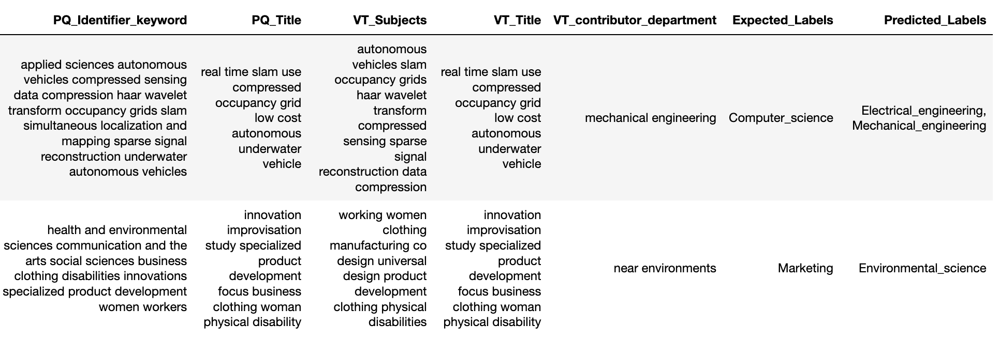 PQ_Identifier_keyword PQ_Title VT_Subjects VT_Title VT_contributor_department Expected_Labels Predicted_Labels
applied sciences autonomous
vehicles compressed sensing
data compression haar wavelet
transform occupancy grids slam
simultaneous localization and
mapping sparse signal
reconstruction underwater
autonomous vehicles
real time slam use
compressed
occupancy grid
low cost
autonomous
underwater
vehicle
autonomous
vehicles slam
occupancy grids
haar wavelet
transform
compressed
sensing sparse
signal
reconstruction data
compression
real time slam use
compressed
occupancy grid
low cost
autonomous
underwater
vehicle
mechanical engineering
Computer_science
Electrical_engineering,
Mechanical_engineering
health and environmental
sciences communication and the
arts social sciences business
clothing disabilities innovations
specialized product development
women workers
innovation
improvisation
study specialized
product
development
focus business
clothing woman
physical disability
working women
clothing
manufacturing co
design universal
design product
development
clothing physical
disabilities
innovation
improvisation
study specialized
product
development
focus business
clothing woman
physical disability
near environments
Marketing
Environmental_science